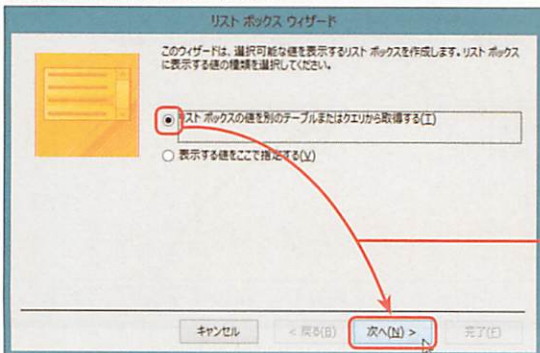 リスト ボックス ウィザード
このウィザードは、選択可能な値を表示するリスト ボックスを作成します。リスト ボックス
に表示する値の種類を選択してください。
リスト ボックスの値を別のテーブルまたはクエリから取得する(T)
表示する値をここで指定する(V)
キャンセル
< 戻る(B)
次へ(N) >
完了(F)